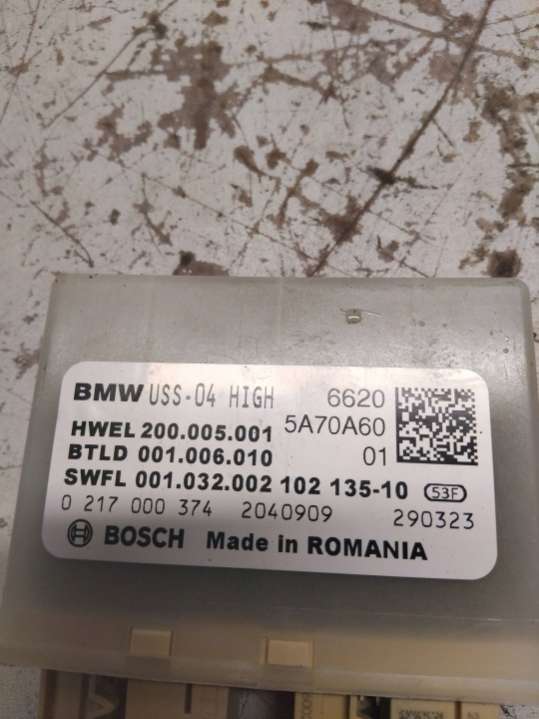 BMW USS-04 HIGH 6620
HWEL 200.005.001 5A70A60
BTLD 001.006.010 01
SWFL 001.032.002 102 135-10 53F
0 217 000 374 2040909 290323
BOSCH Made in ROMANIA